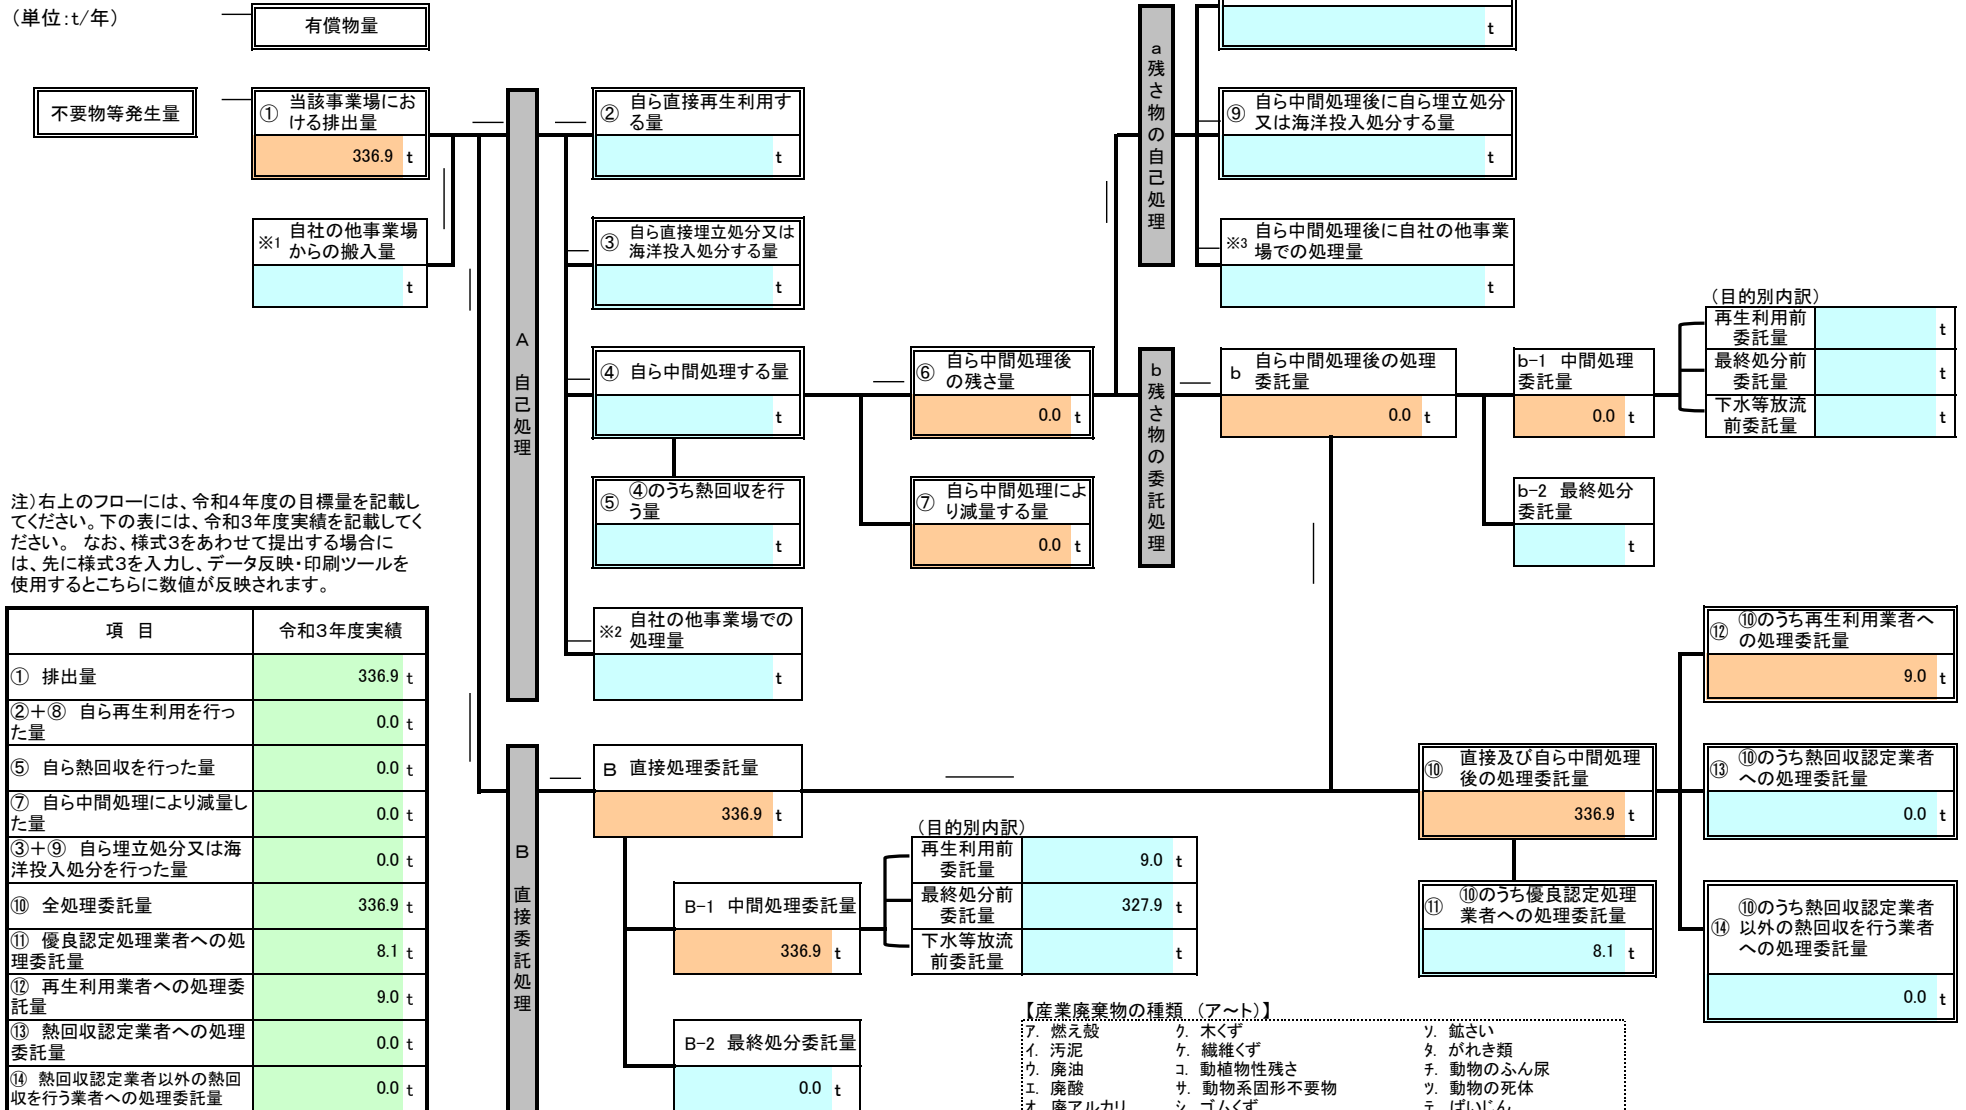 （単位:t/年）
有償物量
不要物等発生量
① 当該事業場にお
ける排出量
336.9 t
※1 自社の他事業場
からの搬入量
t
A 自己処理
② 自ら直接再生利用す
る量
t
③ 自ら直接埋立処分又は
海洋投入処分する量
t
④ 自ら中間処理する量
t
⑤ ④のうち熱回収を行
う量
t
※2 自社の他事業場での
処理量
t
⑥ 自ら中間処理後
の残さ量
0.0 t
⑦ 自ら中間処理によ
り減量する量
0.0 t
a 残さ物の自己処理
t
⑨ 自ら中間処理後に自ら埋立処分
又は海洋投入処分する量
t
※3 自ら中間処理後に自社の他事業
場での処理量
t
b 残さ物の委託処理
b 自ら中間処理後の処理
委託量
0.0 t
b-1 中間処理
委託量
0.0 t
b-2 最終処分
委託量
t
（目的別内訳）
再生利用前
委託量
t
最終処分前
委託量
t
下水等放流
前委託量
t
注）右上のフローには、令和４年度の目標量を記載し
てください。下の表には、令和３年度実績を記載してく
ださい。 なお、様式３をあわせて提出する場合に
は、先に様式３を入力し、データ反映・印刷ツールを
使用するとこちらに数値が反映されます。
項 目 令和３年度実績
① 排出量 336.9 t
②＋⑧ 自ら再生利用を行っ
た量 0.0 t
⑤ 自ら熱回収を行った量 0.0 t
⑦ 自ら中間処理により減量し
た量 0.0 t
③＋⑨ 自ら埋立処分又は海
洋投入処分を行った量 0.0 t
⑩ 全処理委託量 336.9 t
⑪ 優良認定処理業者への処
理委託量 8.1 t
⑫ 再生利用業者への処理委
託量 9.0 t
⑬ 熱回収認定業者への処理
委託量 0.0 t
⑭ 熱回収認定業者以外の熱回
収を行う業者への処理委託量 0.0 t
B 直接委託処理
B 直接処理委託量
336.9 t
B-1 中間処理委託量
336.9 t
B-2 最終処分委託量
0.0 t
（目的別内訳）
再生利用前
委託量
9.0 t
最終処分前
委託量
327.9 t
下水等放流
前委託量
t
⑩ 直接及び自ら中間処理
後の処理委託量
336.9 t
⑪ ⑩のうち優良認定処理
業者への処理委託量
8.1 t
⑫ ⑩のうち再生利用業者へ
の処理委託量
9.0 t
⑬ ⑩のうち熱回収認定業者
への処理委託量
0.0 t
⑭ ⑩のうち熱回収認定業者
以外の熱回収を行う業者
への処理委託量
0.0 t
【産業廃棄物の種類 （ア～ト）】
ｱ. 燃え殻 ｸ. 木くず ｿ. 鉱さい
ｲ. 汚泥 ｹ. 繊維くず ﾀ. がれき類
ｳ. 廃油 ｺ. 動植物性残さ ﾁ. 動物のふん尿
ｴ. 廃酸 ｻ. 動物系固形不要物 ﾂ. 動物の死体
ｵ. 廃アルカリ ｼ. ゴムくず ﾃ. ばいじん